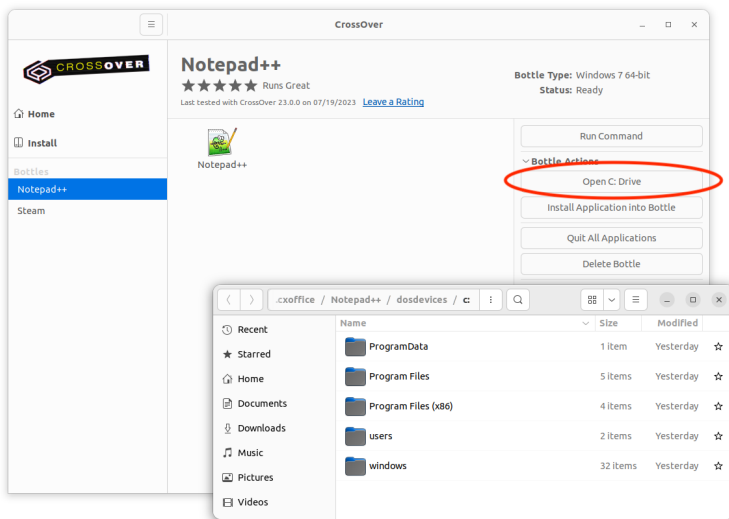 CrossOver
CROSSOVER
Home
Install
Bottles
Notepad++
Steam
Notepad++
Runs Great
Last tested with CrossOver 23.0.0 on 07/19/2023 Leave a Rating
Notepad++
Bottle Type: Windows 7 64-bit
Status: Ready
Run Command
Bottle Actions
Open C: Drive
Install Application into Bottle
Quit All Applications
Delete Bottle
.cxoffice / Notepad++ / dosdevices / c:
Recent
Starred
Home
Documents
Downloads
Music
Pictures
Videos
Name Size Modified
ProgramData 1 item Yesterday
Program Files 5 items Yesterday
Program Files (x86) 4 items Yesterday
users 2 items Yesterday
windows 32 items Yesterday